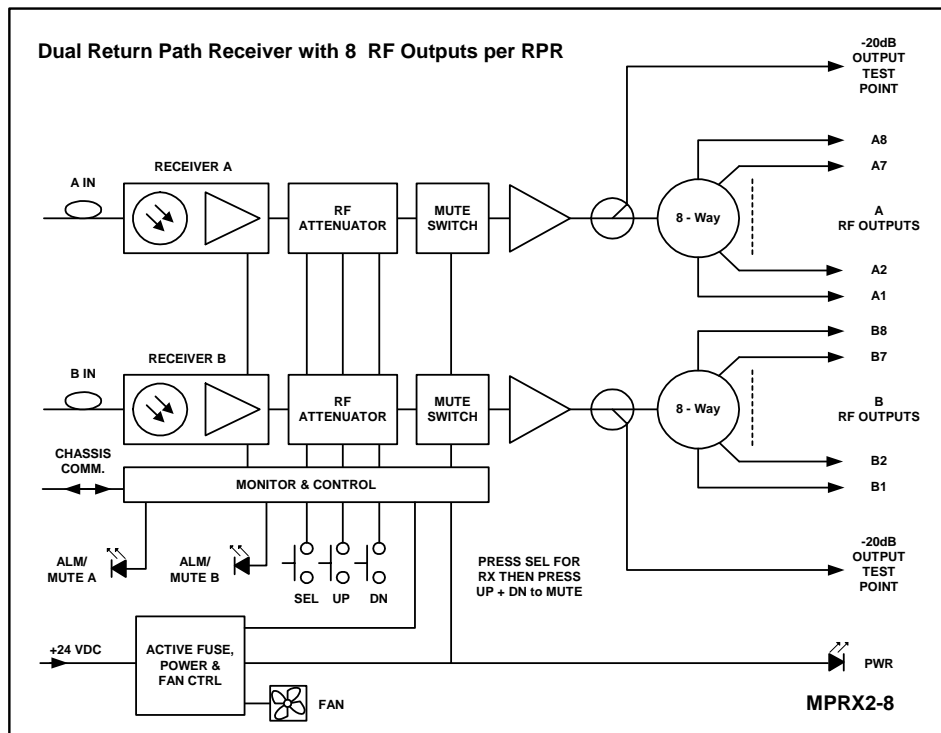 Dual Return Path Receiver with 8 RF Outputs per RPR
-20dB
OUTPUT
TEST
POINT
A8
A7
A
RF OUTPUTS
A2
A1
RECEIVER A
A IN
RF
ATTENUATOR
MUTE
SWITCH
8 - Way
B8
B7
B
RF OUTPUTS
B2
B1
RECEIVER B
B IN
RF
ATTENUATOR
MUTE
SWITCH
8 - Way
CHASSIS
COMM.
MONITOR & CONTROL
ALM/
MUTE A
ALM/
MUTE B
SEL
UP
DN
PRESS SEL FOR
RX THEN PRESS
UP + DN to MUTE
-20dB
OUTPUT
TEST
POINT
+24 VDC
ACTIVE FUSE,
POWER &
FAN CTRL
FAN
PWR
MPRX2-8